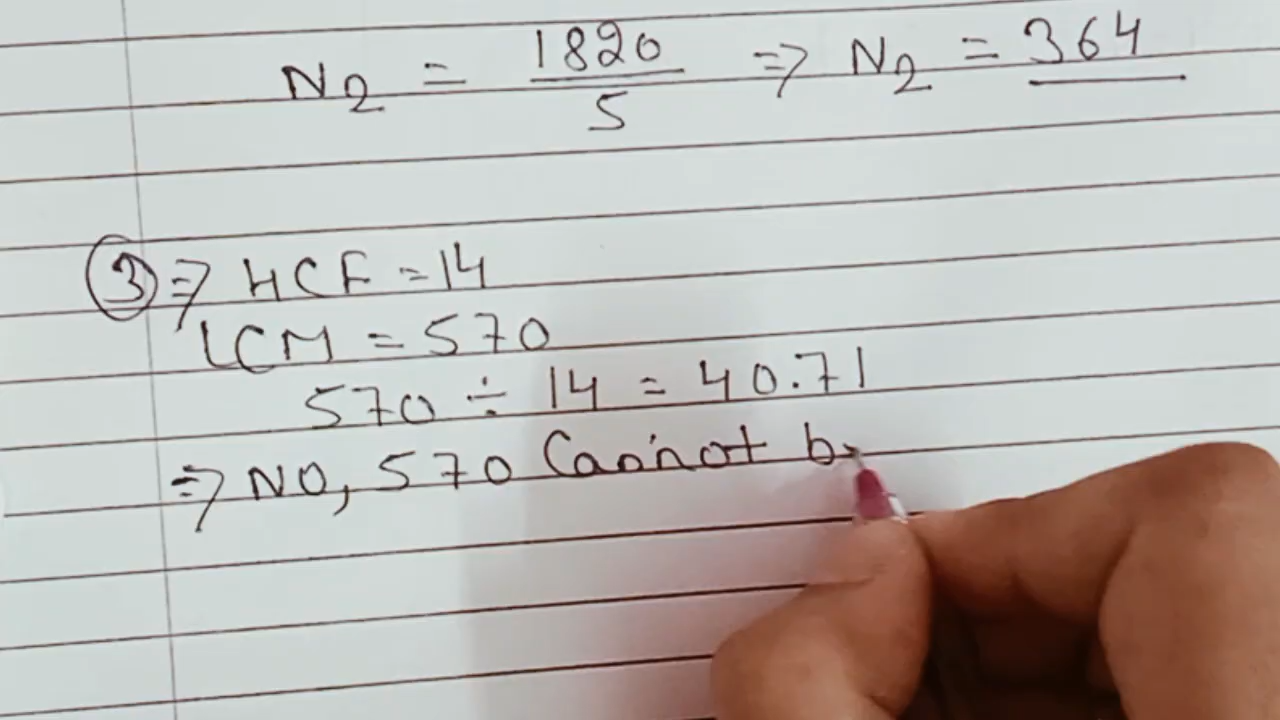 N2 = 1820/5 => N2 = 364
3 => HCF = 14
LCM = 570
570 ÷ 14 = 40.71
=> NO, 570 Cannot